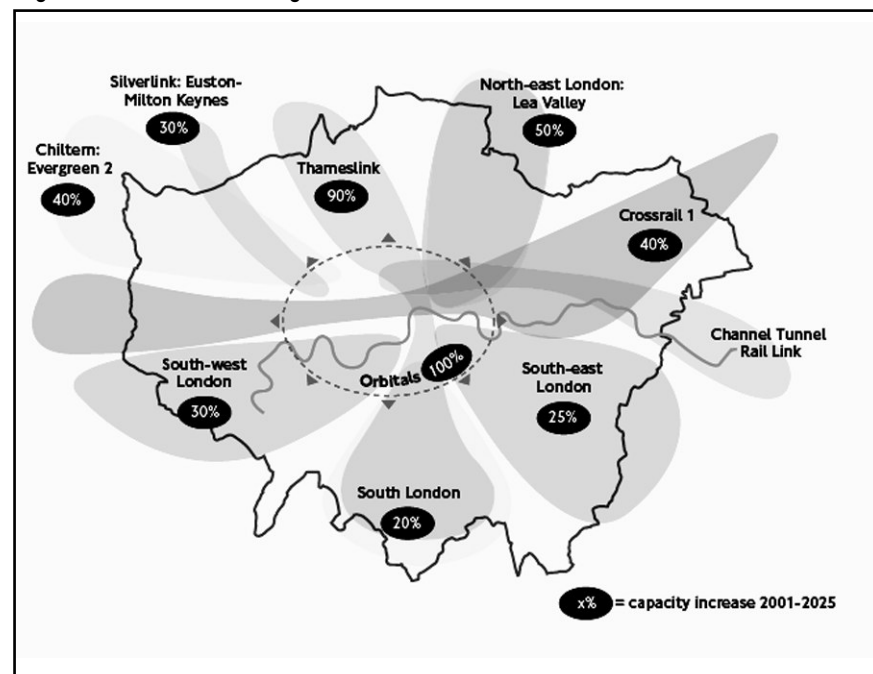 Silverlink: Euston-
Milton Keynes
30%
North-east London:
Lea Valley
50%
Chiltern:
Evergreen 2
40%
Thameslink
90%
Crossrail 1
40%
Channel Tunnel
Rail Link
South-west
London
30%
Orbitals 100%
South-east
London
25%
South London
20%
x% = capacity increase 2001-2025